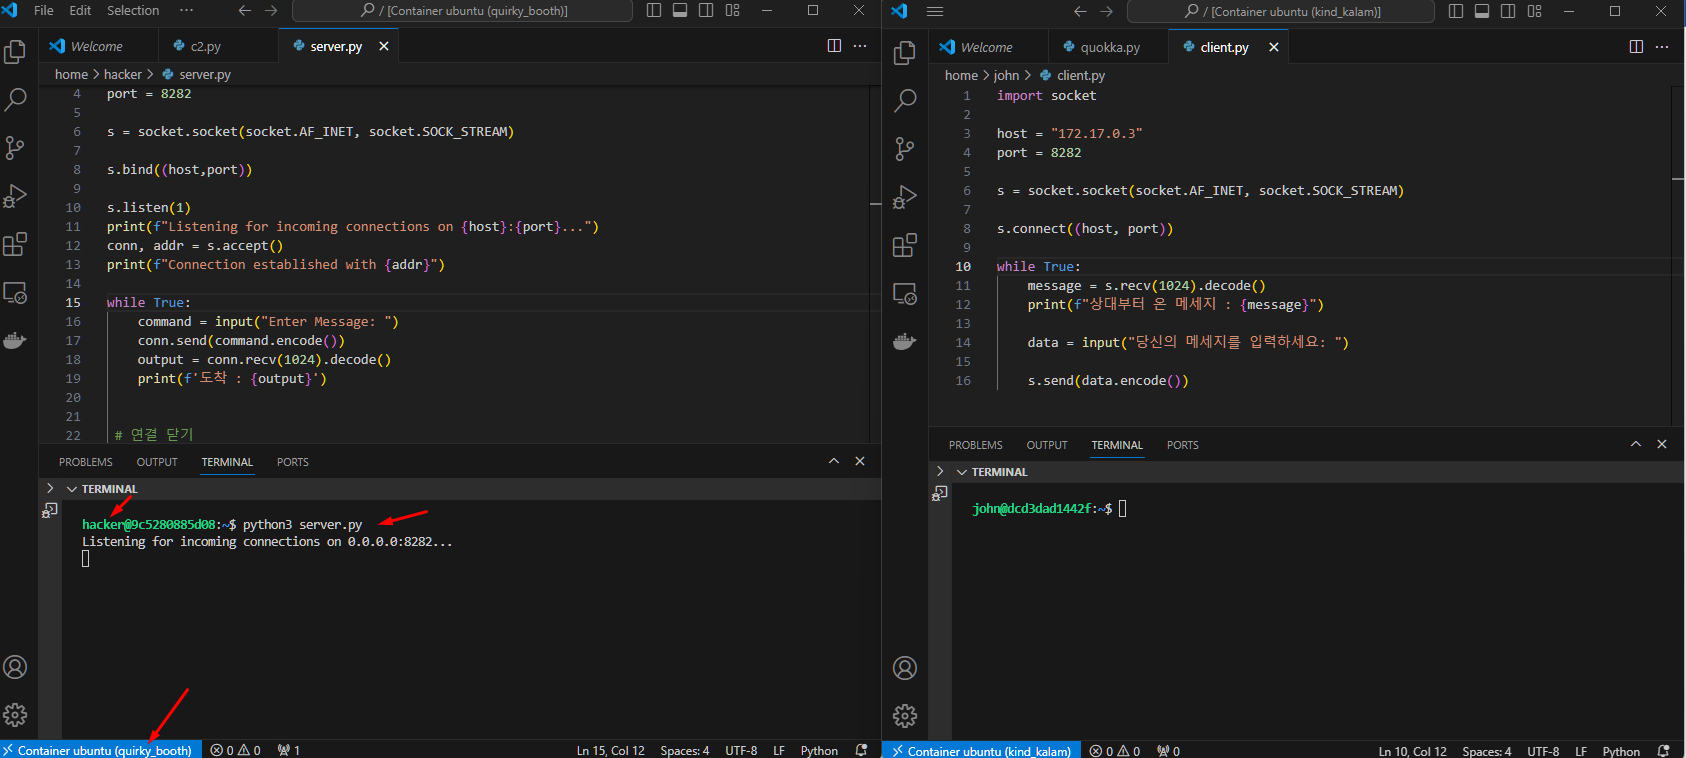 File Edit Selection ··· / [Container ubuntu (quirky_booth)]
Welcome c2.py server.py
home > hacker > server.py
4 port = 8282
5
6 s = socket.socket(socket.AF_INET, socket.SOCK_STREAM)
7
8 s.bind((host,port))
9
10 s.listen(1)
11 print(f"Listening for incoming connections on {host}:{port}...")
12 conn, addr = s.accept()
13 print(f"Connection established with {addr}")
14
15 while True:
16 command = input("Enter Message: ")
17 conn.send(command.encode())
18 output = conn.recv(1024).decode()
19 print(f'도착 : {output}')
20
21
22 # 연결 닫기
PROBLEMS OUTPUT TERMINAL PORTS
TERMINAL
hacker@9c5280885d08:~$ python3 server.py
Listening for incoming connections on 0.0.0.0:8282...
Container ubuntu (quirky_booth) 0 0 1 Ln 15, Col 12 Spaces: 4 UTF-8 LF Python
/ [Container ubuntu (kind_kalam)]
Welcome quokka.py client.py
home > john > client.py
1 import socket
2
3 host = "172.17.0.3"
4 port = 8282
5
6 s = socket.socket(socket.AF_INET, socket.SOCK_STREAM)
7
8 s.connect((host, port))
9
10 while True:
11 message = s.recv(1024).decode()
12 print(f"상대부터 온 메세지 : {message}")
13
14 data = input("당신의 메세지를 입력하세요: ")
15
16 s.send(data.encode())
PROBLEMS OUTPUT TERMINAL PORTS
TERMINAL
john@dcd3dad1442f:~$
Container ubuntu (kind_kalam) 0 0 0 Ln 10, Col 12 Spaces: 4 UTF-8 LF Python